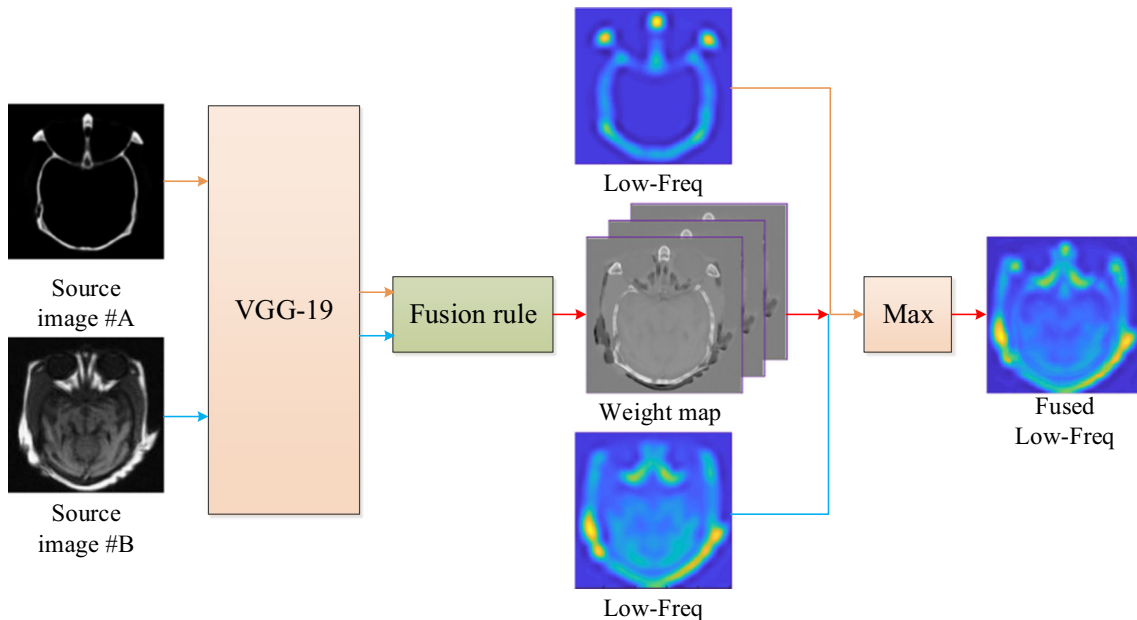 Source
image #A
Source
image #B
VGG-19
Fusion rule
Low-Freq
Weight map
Low-Freq
Max
Fused
Low-Freq